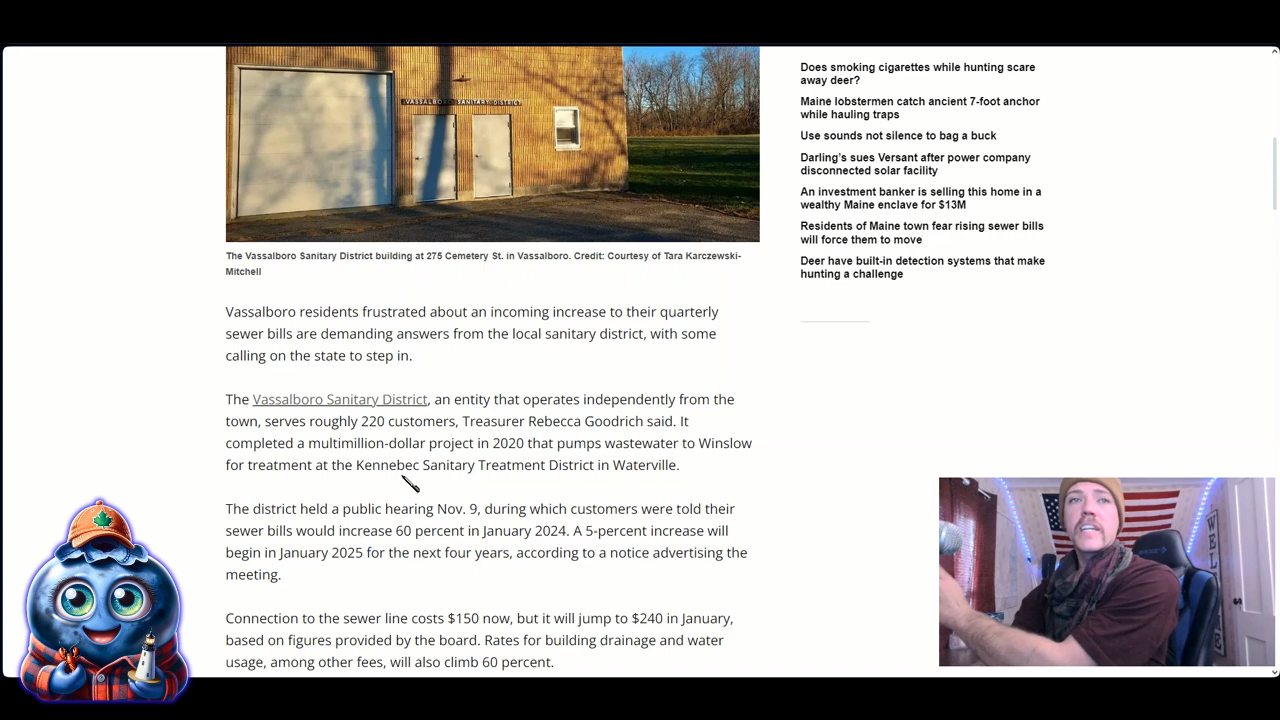 VASSALBORO SANITARY DISTRICT
The Vassalboro Sanitary District building at 275 Cemetery St. in Vassalboro. Credit: Courtesy of Tara Karczewski-
Mitchell
Vassalboro residents frustrated about an incoming increase to their quarterly
sewer bills are demanding answers from the local sanitary district, with some
calling on the state to step in.
The Vassalboro Sanitary District, an entity that operates independently from the
town, serves roughly 220 customers, Treasurer Rebecca Goodrich said. It
completed a multimillion-dollar project in 2020 that pumps wastewater to Winslow
for treatment at the Kennebec Sanitary Treatment District in Waterville.
The district held a public hearing Nov. 9, during which customers were told their
sewer bills would increase 60 percent in January 2024. A 5-percent increase will
begin in January 2025 for the next four years, according to a notice advertising the
meeting.
Connection to the sewer line costs $150 now, but it will jump to $240 in January,
based on figures provided by the board. Rates for building drainage and water
usage, among other fees, will also climb 60 percent.
Does smoking cigarettes while hunting scare
away deer?
Maine lobstermen catch ancient 7-foot anchor
while hauling traps
Use sounds not silence to bag a buck
Darling's sues Versant after power company
disconnected solar facility
An investment banker is selling this home in a
wealthy Maine enclave for $13M
Residents of Maine town fear rising sewer bills
will force them to move
Deer have built-in detection systems that make
hunting a challenge